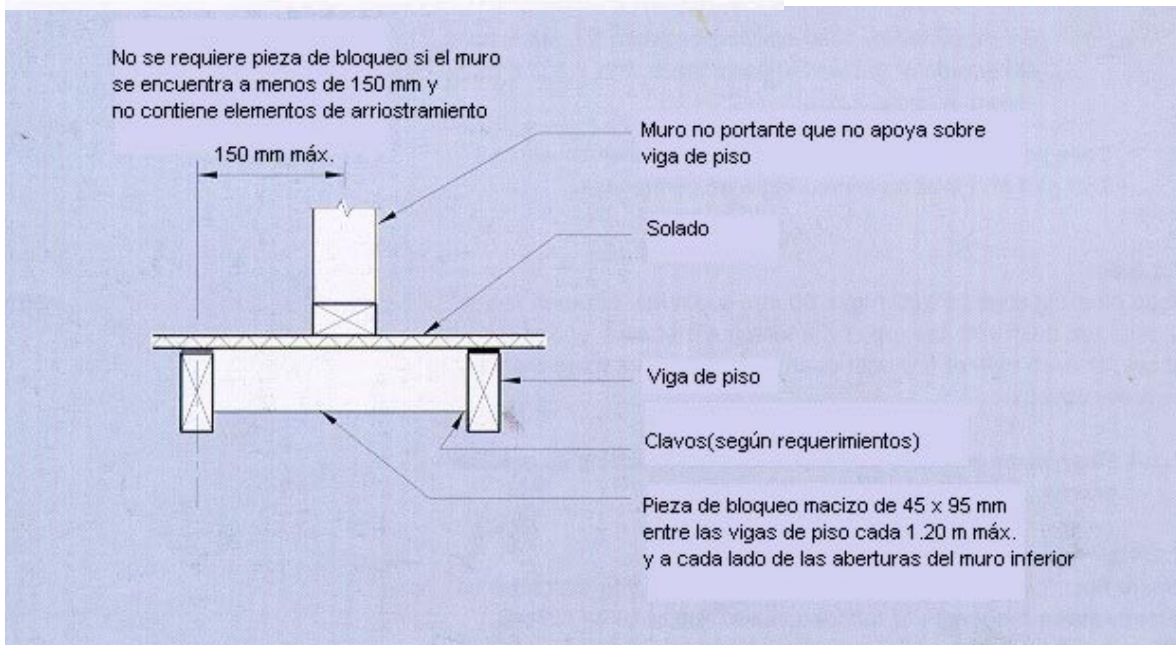 No se requiere pieza de bloqueo si el muro
se encuentra a menos de 150 mm y
no contiene elementos de arriostramiento
150 mm máx.
Muro no portante que no apoya sobre
viga de piso
Solado
Viga de piso
Clavos(según requerimientos)
Pieza de bloqueo macizo de 45 x 95 mm
entre las vigas de piso cada 1.20 m máx.
y a cada lado de las aberturas del muro inferior